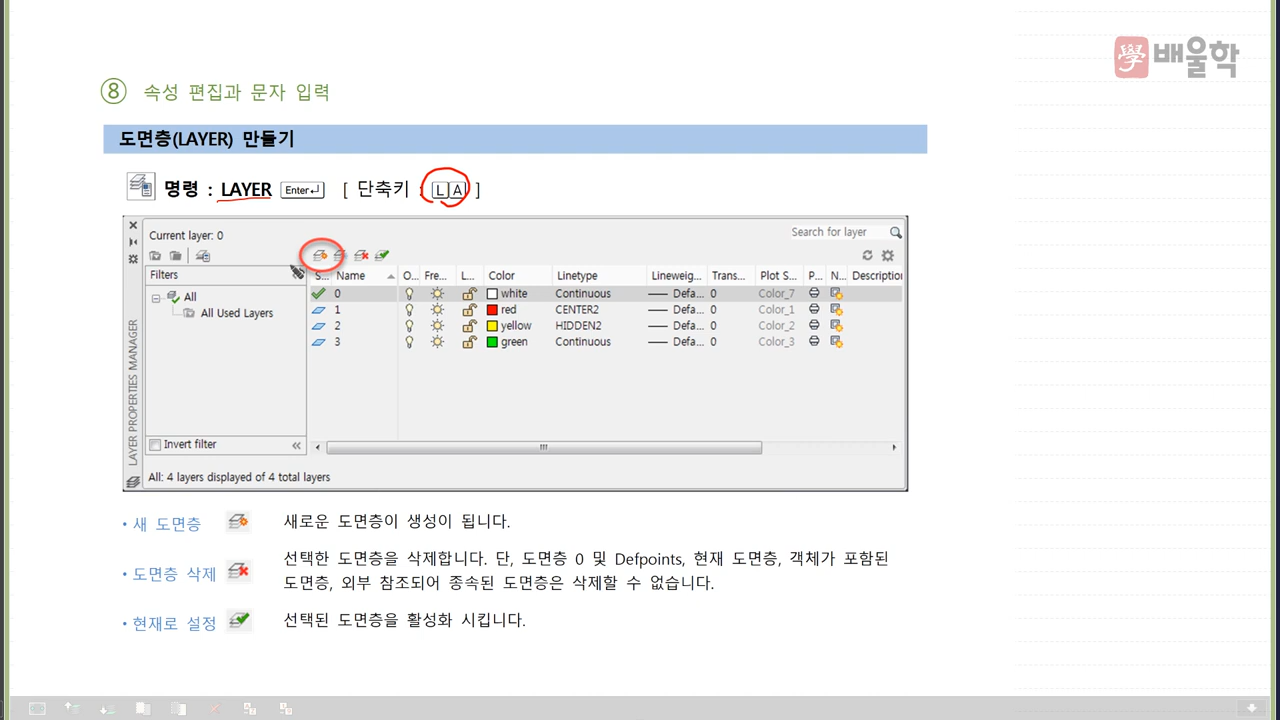 學 배울학
⑧ 속성 편집과 문자 입력
도면층(LAYER) 만들기
명령 : LAYER Enter↵ [ 단축키 : L A ]
Current layer: 0
Search for layer
Filters
S... Name O... Fre... L... Color Linetype Lineweig... Trans... Plot S... P... N... Description
All
All Used Layers
0 white Continuous Defa... 0 Color_7
1 red CENTER2 Defa... 0 Color_1
2 yellow HIDDEN2 Defa... 0 Color_2
3 green Continuous Defa... 0 Color_3
Invert filter
LAYER PROPERTIES MANAGER
All: 4 layers displayed of 4 total layers
• 새 도면층 새로운 도면층이 생성이 됩니다.
• 도면층 삭제 선택한 도면층을 삭제합니다. 단, 도면층 0 및 Defpoints, 현재 도면층, 객체가 포함된
도면층, 외부 참조되어 종속된 도면층은 삭제할 수 없습니다.
• 현재로 설정 선택된 도면층을 활성화 시킵니다.